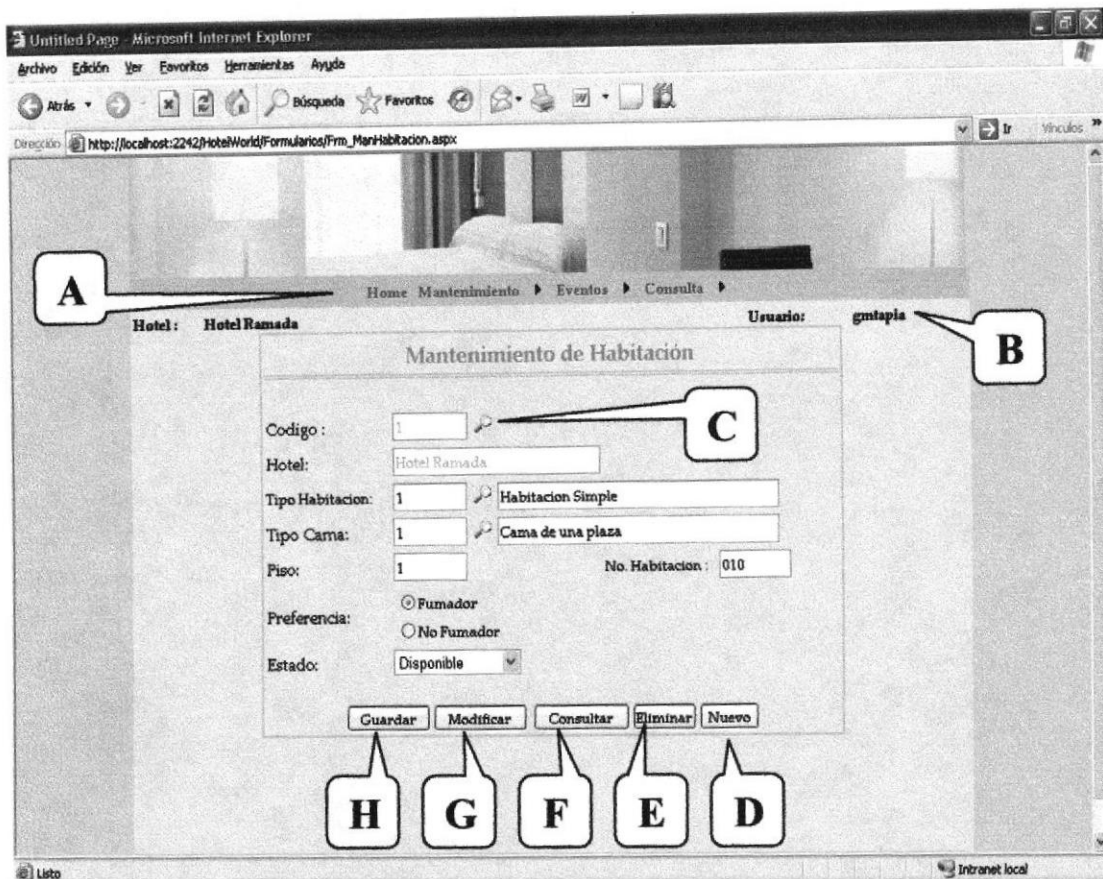 Untitled Page - Microsoft Internet Explorer
Archivo Edición Ver Favoritos Herramientas Ayuda
Atrás Búsqueda Favoritos
Dirección http://localhost:2242/HotelWorld/Formularios/Frm_ManHabitacion.aspx Ir Vínculos »
A
Home Mantenimiento Eventos Consulta
Hotel : Hotel Ramada Usuario: gmtapia
B
Mantenimiento de Habitación
C
Codigo : 1
Hotel: Hotel Ramada
Tipo Habitacion: 1 Habitacion Simple
Tipo Cama: 1 Cama de una plaza
Piso: 1 No. Habitacion : 010
Preferencia: Fumador
No Fumador
Estado: Disponible
Guardar Modificar Consultar Eliminar Nuevo
H G F E D
Listo Intranet local